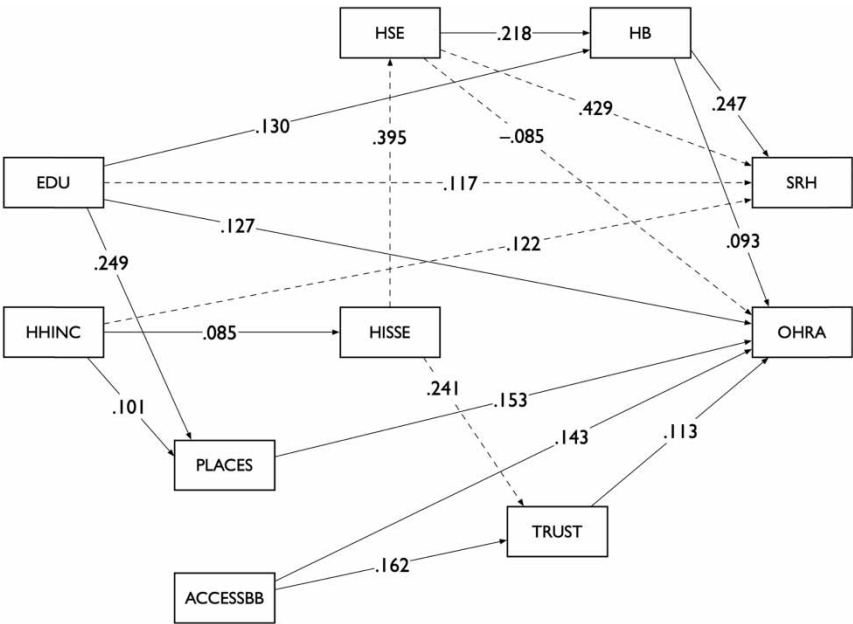 HSE
.218
HB
.429
.247
.130
.395
–.085
EDU
.117
SRH
.127
.249
.122
.093
HHINC
.085
HISSE
OHRA
.241
.101
.153
.143
.113
PLACES
TRUST
.162
ACCESSBB